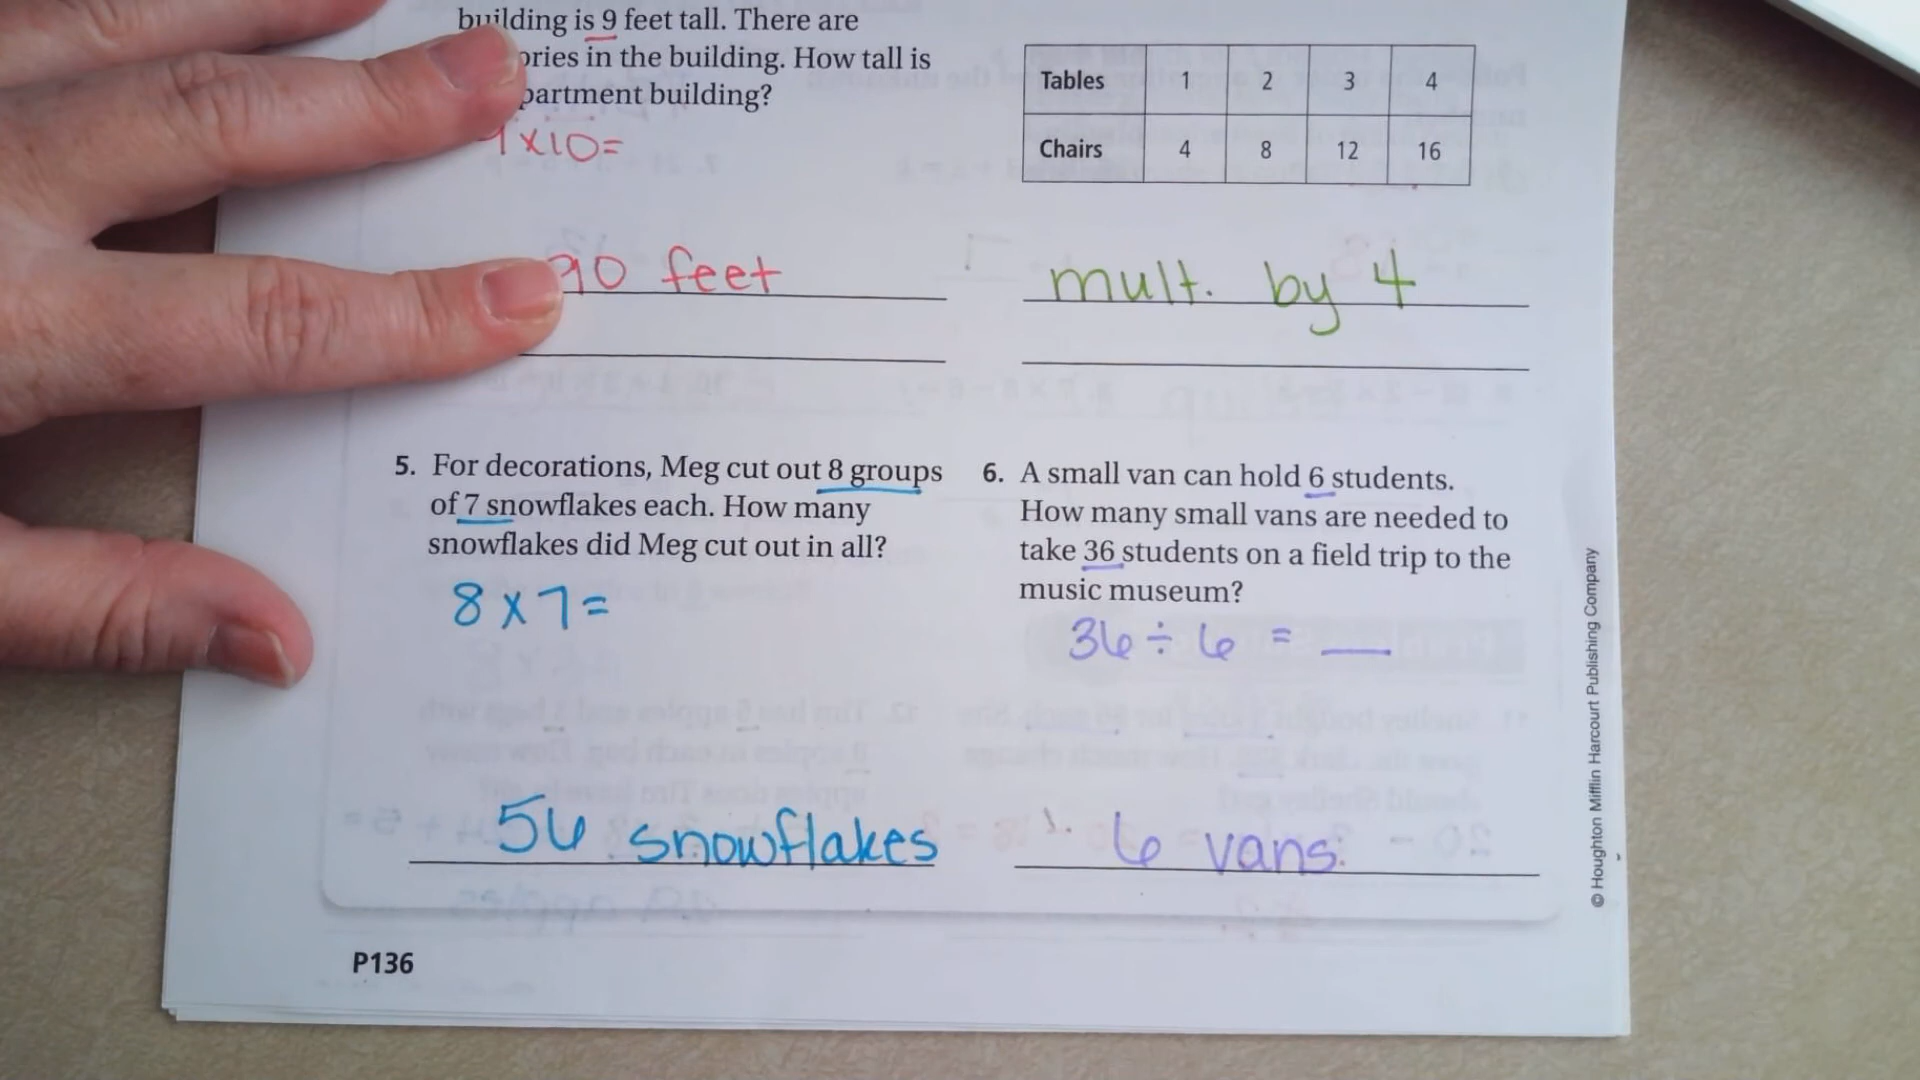 building is 9 feet tall. There are
ories in the building. How tall is
partment building?
9 x 10 =
90 feet
Tables 1 2 3 4
Chairs 4 8 12 16
mult. by 4
5. For decorations, Meg cut out 8 groups
of 7 snowflakes each. How many
snowflakes did Meg cut out in all?
8 x 7 =
56 snowflakes
6. A small van can hold 6 students.
How many small vans are needed to
take 36 students on a field trip to the
music museum?
36 ÷ 6 = __
6 vans
P136
© Houghton Mifflin Harcourt Publishing Company